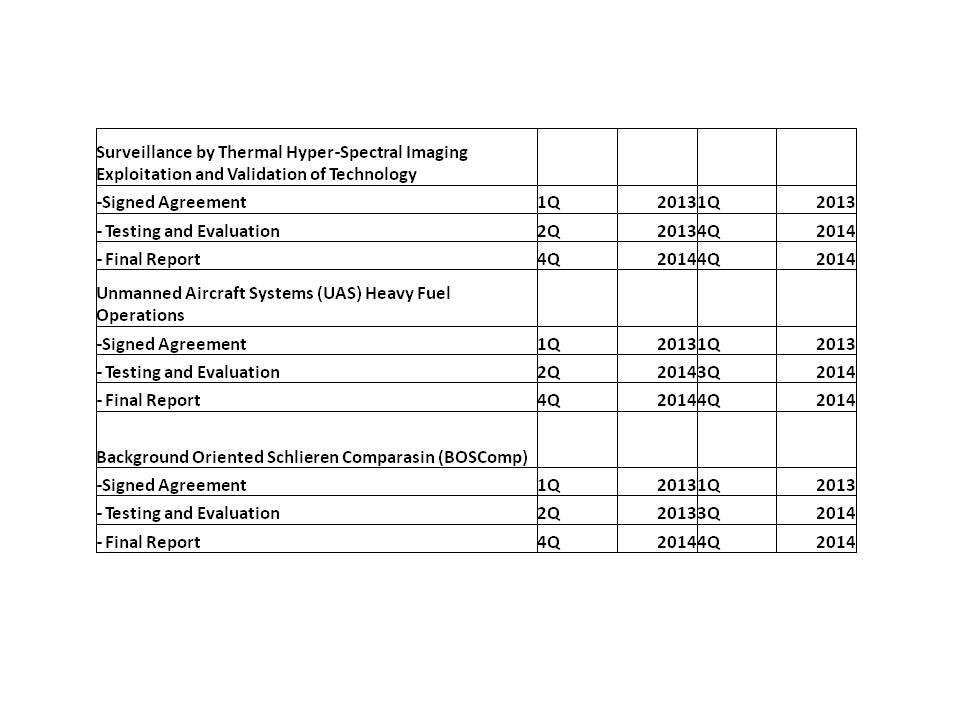 Surveillance by Thermal Hyper-Spectral Imaging
Exploitation and Validation of Technology
-Signed Agreement 1Q 2013 1Q 2013
- Testing and Evaluation 2Q 2013 4Q 2014
- Final Report 4Q 2014 4Q 2014
Unmanned Aircraft Systems (UAS) Heavy Fuel
Operations
-Signed Agreement 1Q 2013 1Q 2013
- Testing and Evaluation 2Q 2014 3Q 2014
- Final Report 4Q 2014 4Q 2014
Background Oriented Schlieren Comparasin (BOSComp)
-Signed Agreement 1Q 2013 1Q 2013
- Testing and Evaluation 2Q 2013 3Q 2014
- Final Report 4Q 2014 4Q 2014